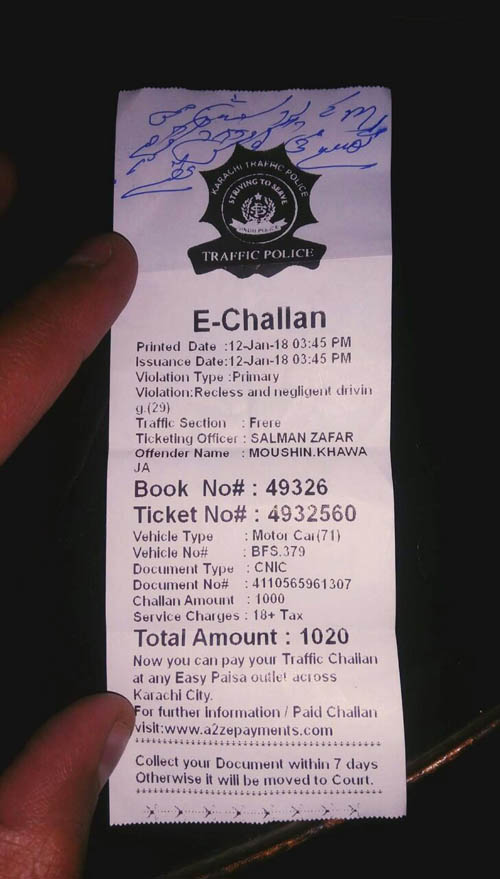 KARACHI TRAFFIC POLICE
STRIVING TO SERVE
SINDH POLICE
TRAFFIC POLICE
E-Challan
Printed Date :12-Jan-18 03:45 PM
Issuance Date:12-Jan-18 03:45 PM
Violation Type :Primary
Violation:Recless and negligent drivin
g.(29)
Traffic Section : Frere
Ticketing Officer : SALMAN ZAFAR
Offender Name : MOUSHIN.KHAWA
JA
Book No# : 49326
Ticket No# : 4932560
Vehicle Type : Motor Car(71)
Vehicle No# : BFS.379
Document Type : CNIC
Document No# : 4110565961307
Challan Amount : 1000
Service Charges : 18+ Tax
Total Amount : 1020
Now you can pay your Traffic Challan
at any Easy Paisa outlet across
Karachi City.
For further Information / Paid Challan
visit:www.a2zepayments.com
Collect your Document within 7 days
Otherwise it will be moved to Court.